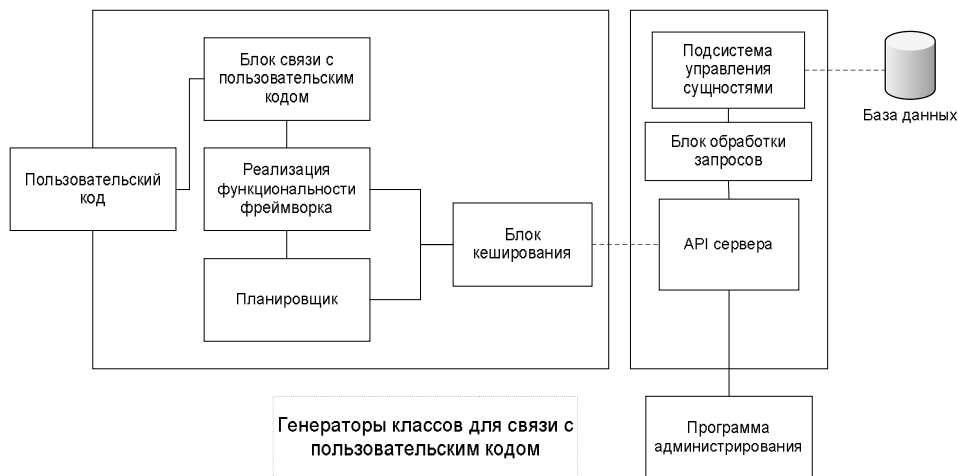 Блок связи с
пользовательским
кодом
Подсистема
управления
сущностями
База данных
Блок обработки
запросов
Пользовательский
код
Реализация
функциональности
фреймворка
Блок
кеширования
API сервера
Планировщик
Генераторы классов для связи с
пользовательским кодом
Программа
администрирования